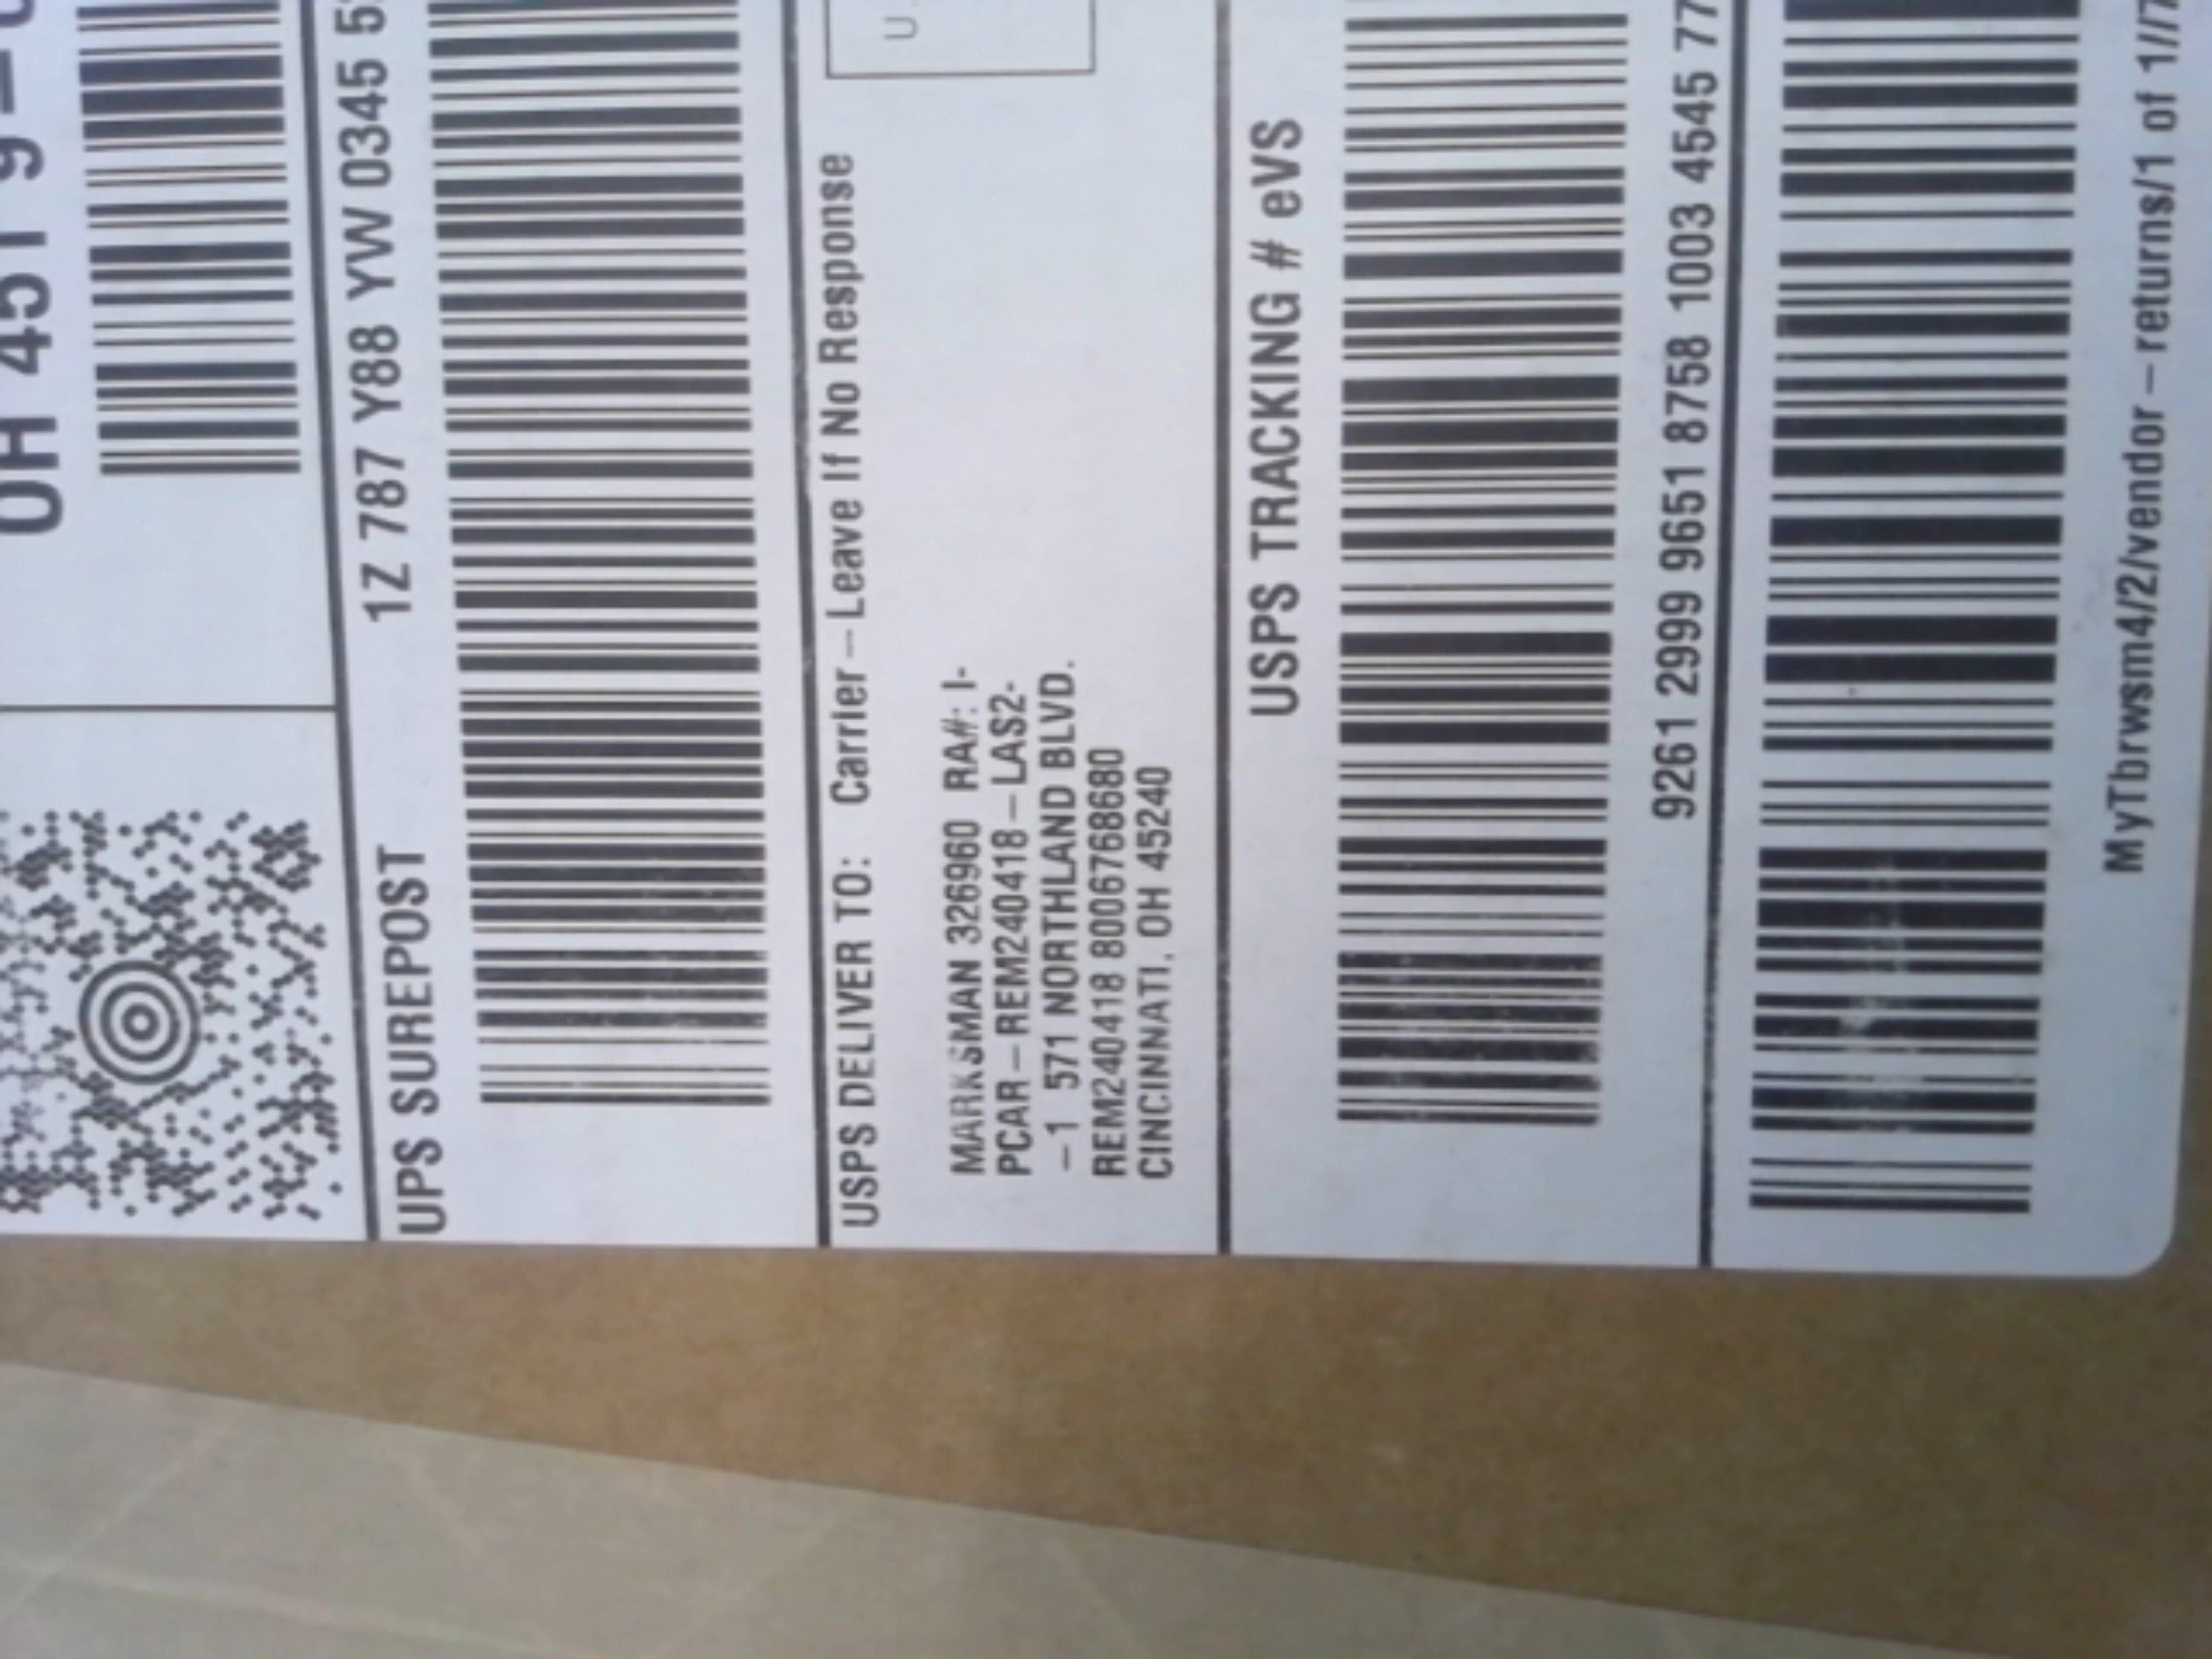 OH 451 9–0
UPS SUREPOST
1Z 787 Y88 YW 0345 5
USPS DELIVER TO: Carrier – Leave If No Response
U.
MARKSMAN 326960 RA#: I-
PCAR – REM240418 – LAS2-
–1 571 NORTHLAND BLVD.
REM240418 8006768680
CINCINNATI, OH 45240
USPS TRACKING # eVS
9261 2999 9651 8758 1003 4545 77
MyTbrwsm4/2/vendor – returns/1 of 1//7